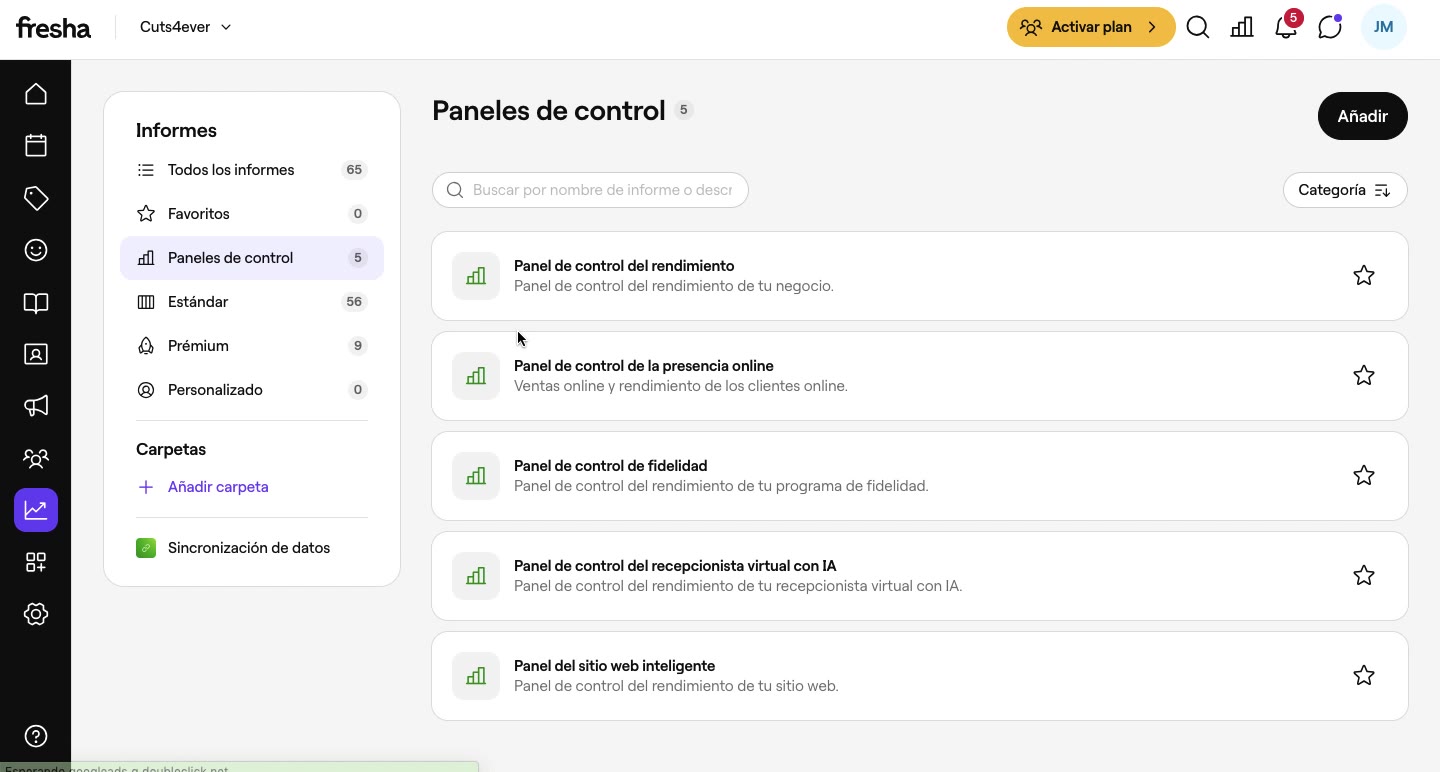 fresha
Cuts4ever
Activar plan
5
JM
Informes
Todos los informes 65
Favoritos 0
Paneles de control 5
Estándar 56
Prémium 9
Personalizado 0
Carpetas
Añadir carpeta
Sincronización de datos
Paneles de control 5
Añadir
Buscar por nombre de informe o descr
Categoría
Panel de control del rendimiento
Panel de control del rendimiento de tu negocio.
Panel de control de la presencia online
Ventas online y rendimiento de los clientes online.
Panel de control de fidelidad
Panel de control del rendimiento de tu programa de fidelidad.
Panel de control del recepcionista virtual con IA
Panel de control del rendimiento de tu recepcionista virtual con IA.
Panel del sitio web inteligente
Panel de control del rendimiento de tu sitio web.
Esperando googleads.g.doubleclick.net